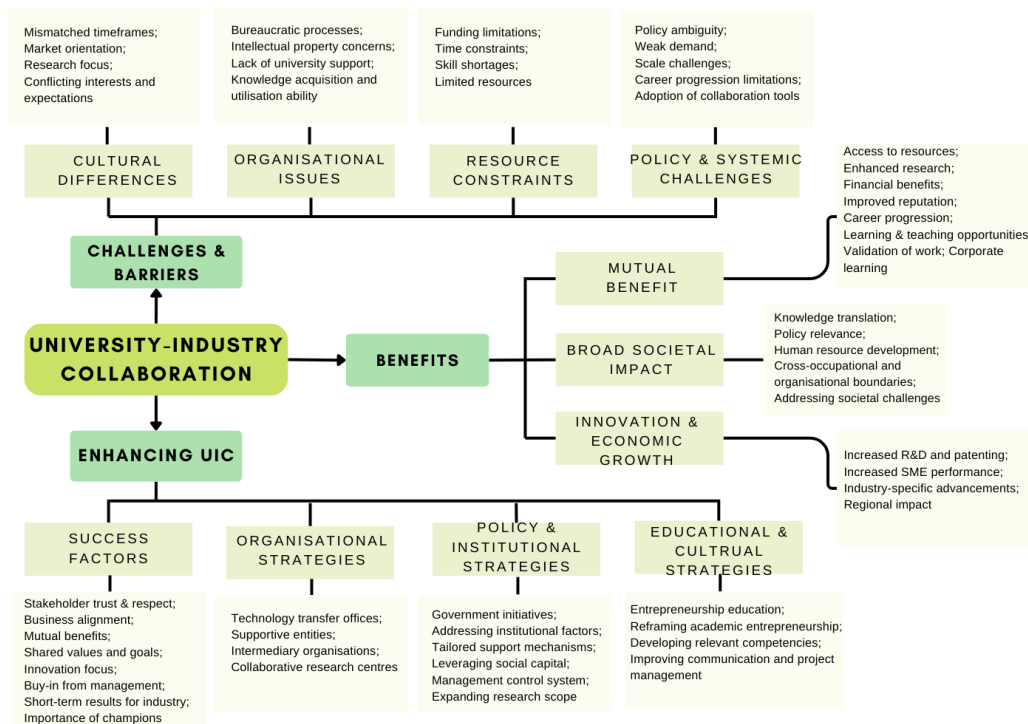 Mismatched timeframes;
Market orientation;
Research focus;
Conflicting interests and
expectations
Bureaucratic processes;
Intellectual property concerns;
Lack of university support;
Knowledge acquisition and
utilisation ability
Funding limitations;
Time constraints;
Skill shortages;
Limited resources
Policy ambiguity;
Weak demand;
Scale challenges;
Career progression limitations;
Adoption of collaboration tools
CULTURAL
DIFFERENCES
ORGANISATIONAL
ISSUES
RESOURCE
CONSTRAINTS
POLICY & SYSTEMIC
CHALLENGES
Access to resources;
Enhanced research;
Financial benefits;
Improved reputation;
Career progression;
Learning & teaching opportunities
Validation of work; Corporate
learning
CHALLENGES &
BARRIERS
MUTUAL
BENEFIT
UNIVERSITY-INDUSTRY
COLLABORATION
BENEFITS
BROAD SOCIETAL
IMPACT
Knowledge translation;
Policy relevance;
Human resource development;
Cross-occupational and
organisational boundaries;
Addressing societal challenges
INNOVATION &
ECONOMIC
GROWTH
Increased R&D and patenting;
Increased SME performance;
Industry-specific advancements;
Regional impact
ENHANCING UIC
SUCCESS
FACTORS
ORGANISATIONAL
STRATEGIES
POLICY &
INSTITUTIONAL
STRATEGIES
EDUCATIONAL &
CULTRUAL
STRATEGIES
Stakeholder trust & respect;
Business alignment;
Mutual benefits;
Shared values and goals;
Innovation focus;
Buy-in from management;
Short-term results for industry;
Importance of champions
Technology transfer offices;
Supportive entities;
Intermediary organisations;
Collaborative research centres
Government initiatives;
Addressing institutional factors;
Tailored support mechanisms;
Leveraging social capital;
Management control system;
Expanding research scope
Entrepreneurship education;
Reframing academic entrepreneurship;
Developing relevant competencies;
Improving communication and project
management